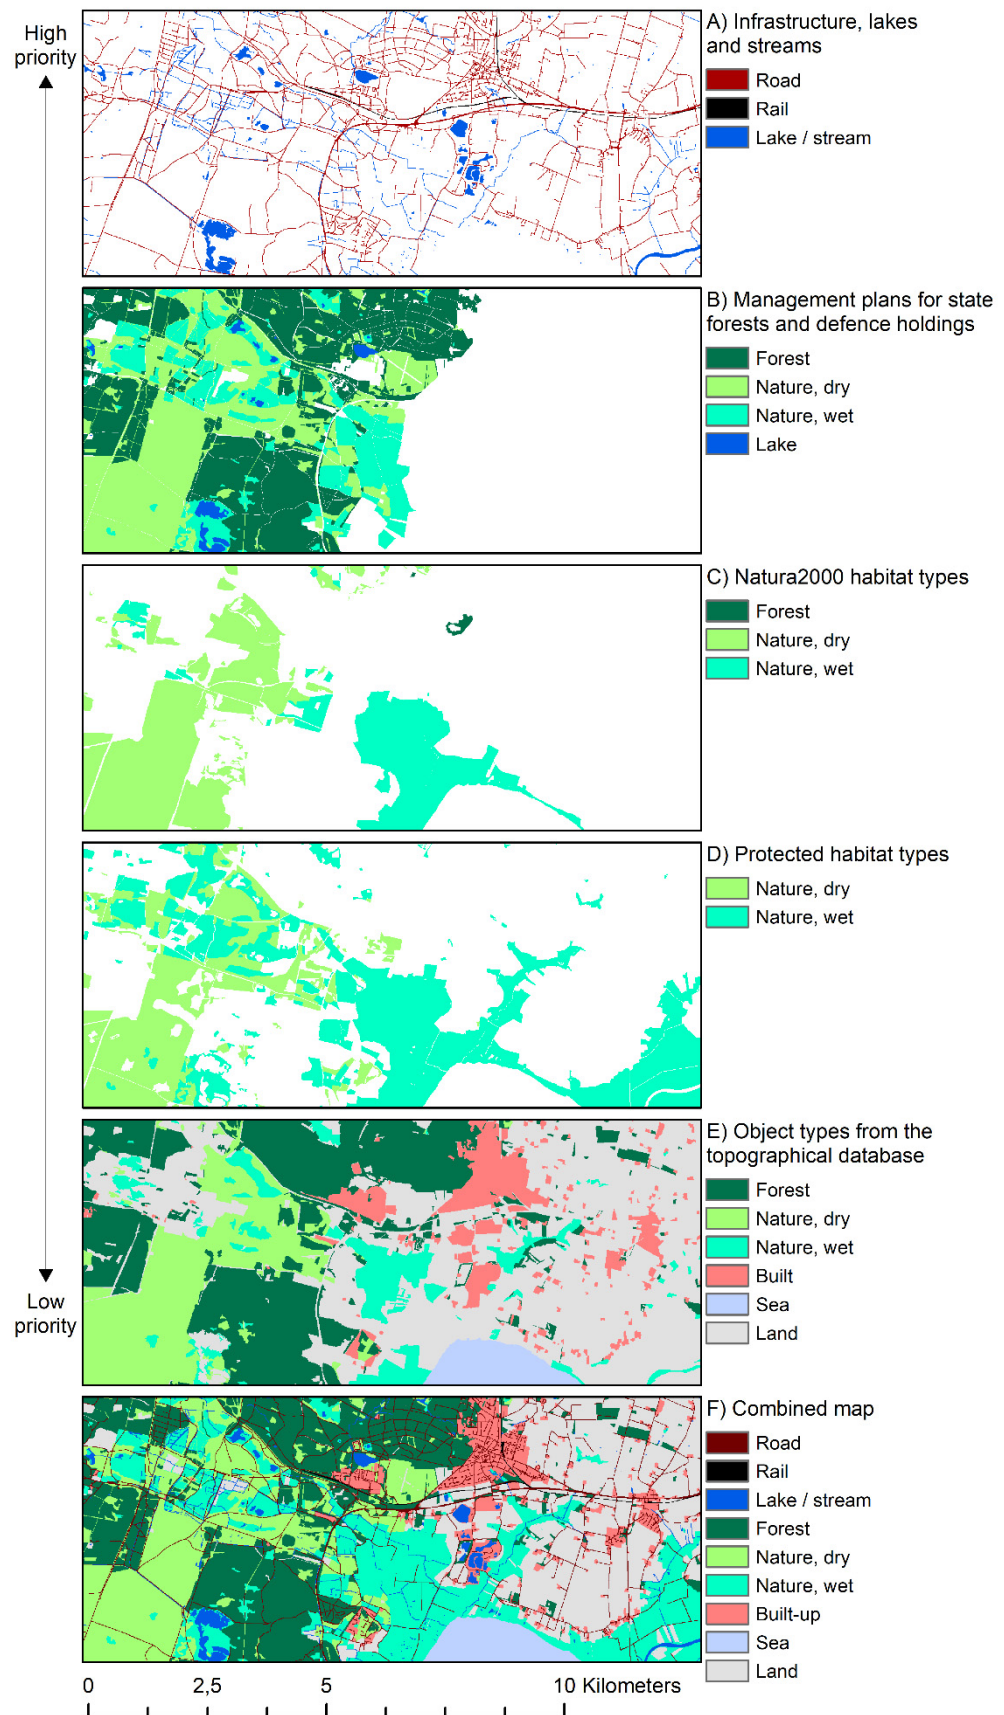 High
priority
A) Infrastructure, lakes
and streams
Road
Rail
Lake / stream
B) Management plans for state
forests and defence holdings
Forest
Nature, dry
Nature, wet
Lake
C) Natura2000 habitat types
Forest
Nature, dry
Nature, wet
D) Protected habitat types
Nature, dry
Nature, wet
E) Object types from the
topographical database
Forest
Nature, dry
Nature, wet
Built
Sea
Land
Low
priority
F) Combined map
Road
Rail
Lake / stream
Forest
Nature, dry
Nature, wet
Built-up
Sea
Land
0 2,5 5 10 Kilometers